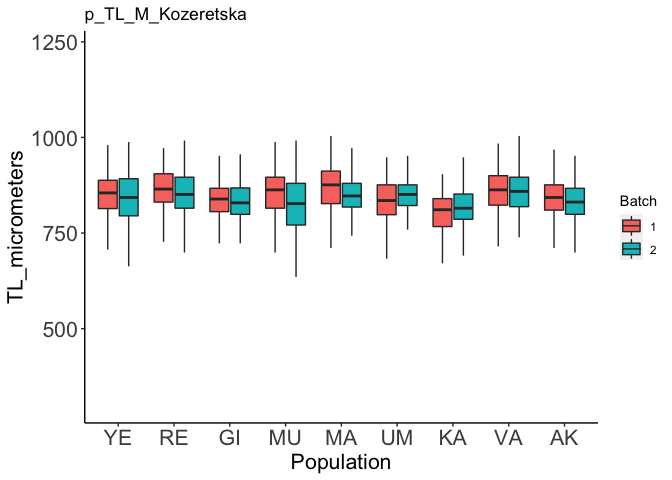 p_TL_M_Kozeretska
1250
1000
750
500
TL_micrometers
YE RE GI MU MA UM KA VA AK
Population
Batch
1
2